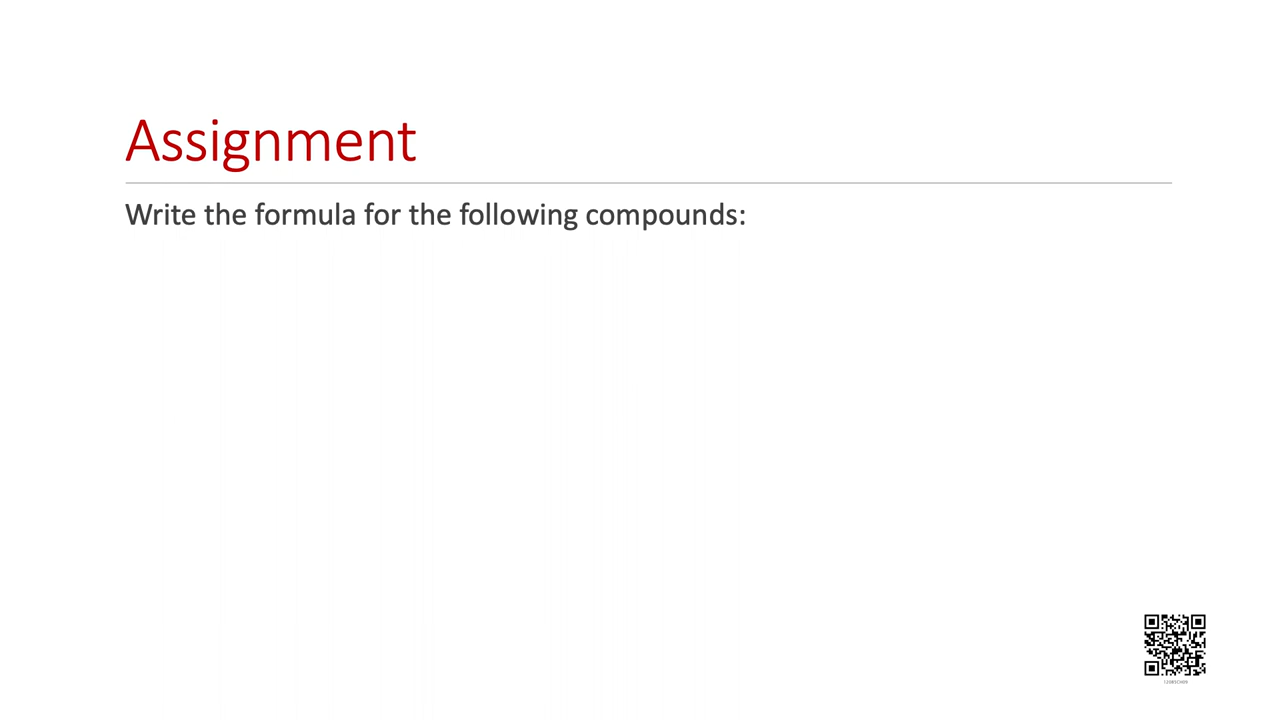 Assignment
Write the formula for the following compounds: